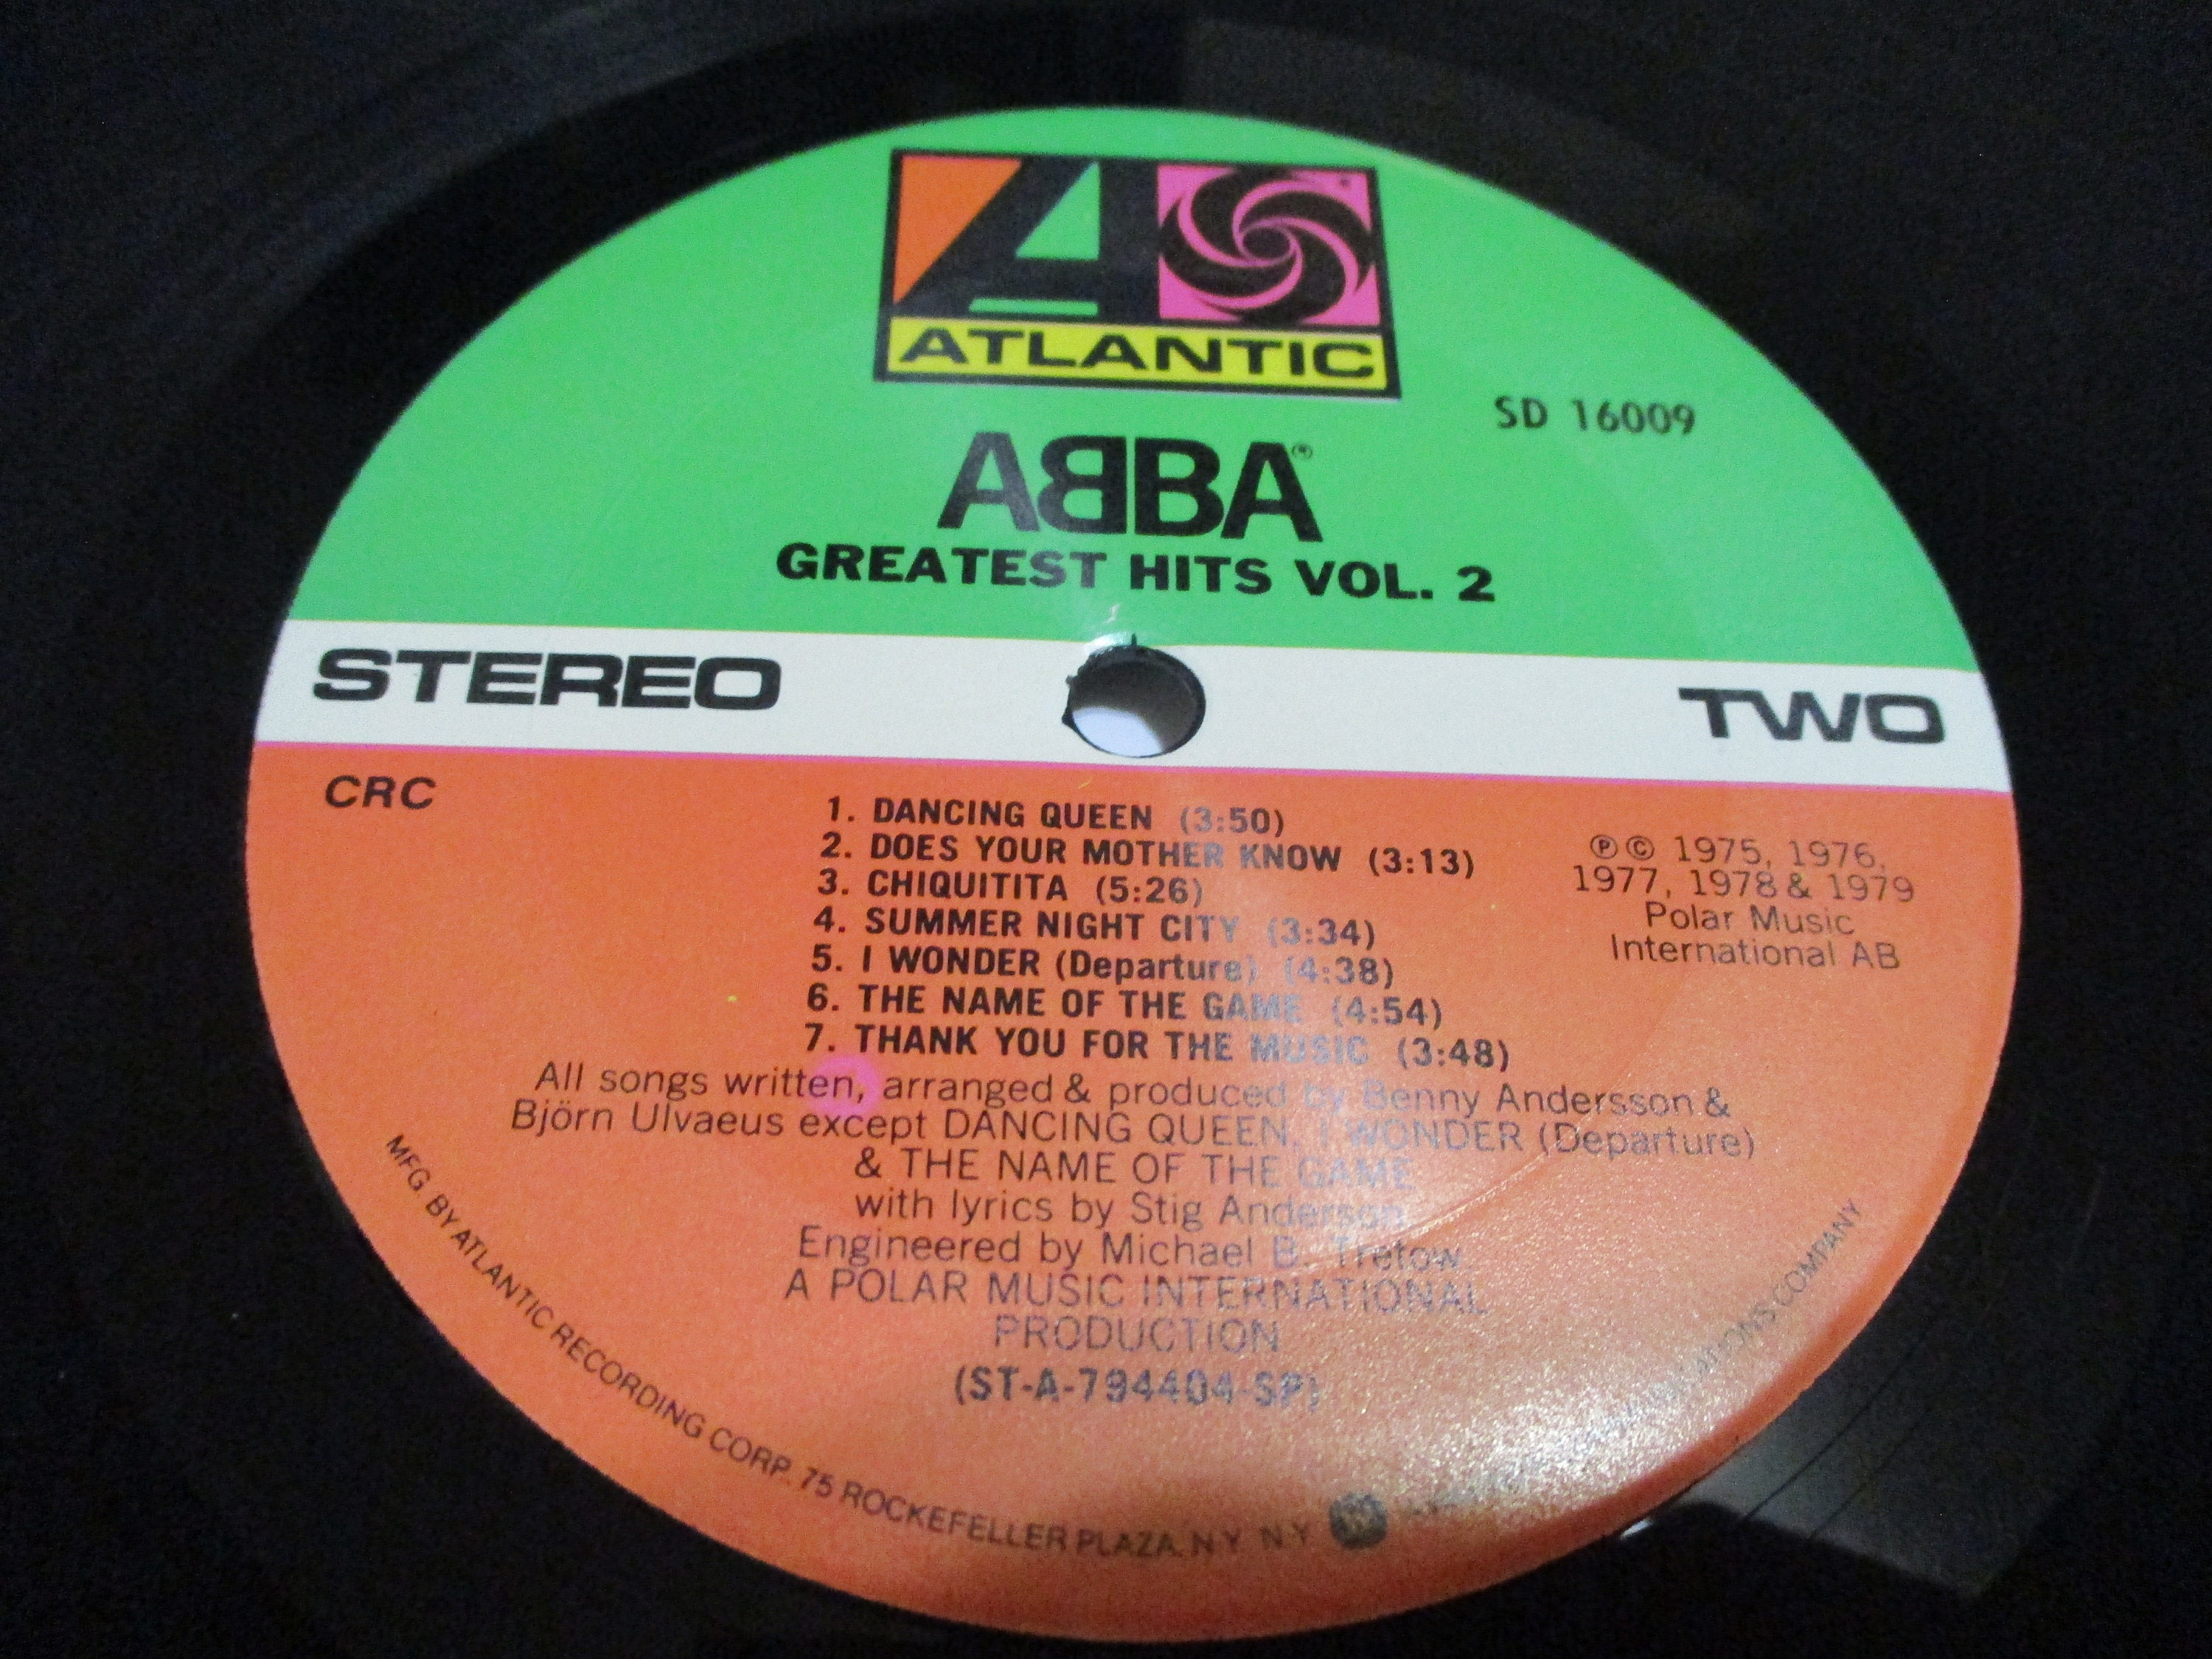 ATLANTIC
SD 16009
ABBA®
GREATEST HITS VOL. 2
STEREO
TWO
CRC
1. DANCING QUEEN (3:50)
2. DOES YOUR MOTHER KNOW (3:13)
3. CHIQUITITA (5:26)
4. SUMMER NIGHT CITY (3:34)
5. I WONDER (Departure) (4:38)
6. THE NAME OF THE GAME (4:54)
7. THANK YOU FOR THE MUSIC (3:48)
℗ © 1975, 1976,
1977, 1978 & 1979
Polar Music
International AB
All songs written, arranged & produced by Benny Andersson &
Björn Ulvaeus except DANCING QUEEN, I WONDER (Departure)
& THE NAME OF THE GAME
with lyrics by Stig Anderson
Engineered by Michael B. Tretow
A POLAR MUSIC INTERNATIONAL
PRODUCTION
(ST-A-794404-SP)
MFG BY ATLANTIC RECORDING CORP. 75 ROCKEFELLER PLAZA, N.Y. N.Y. COMPANY